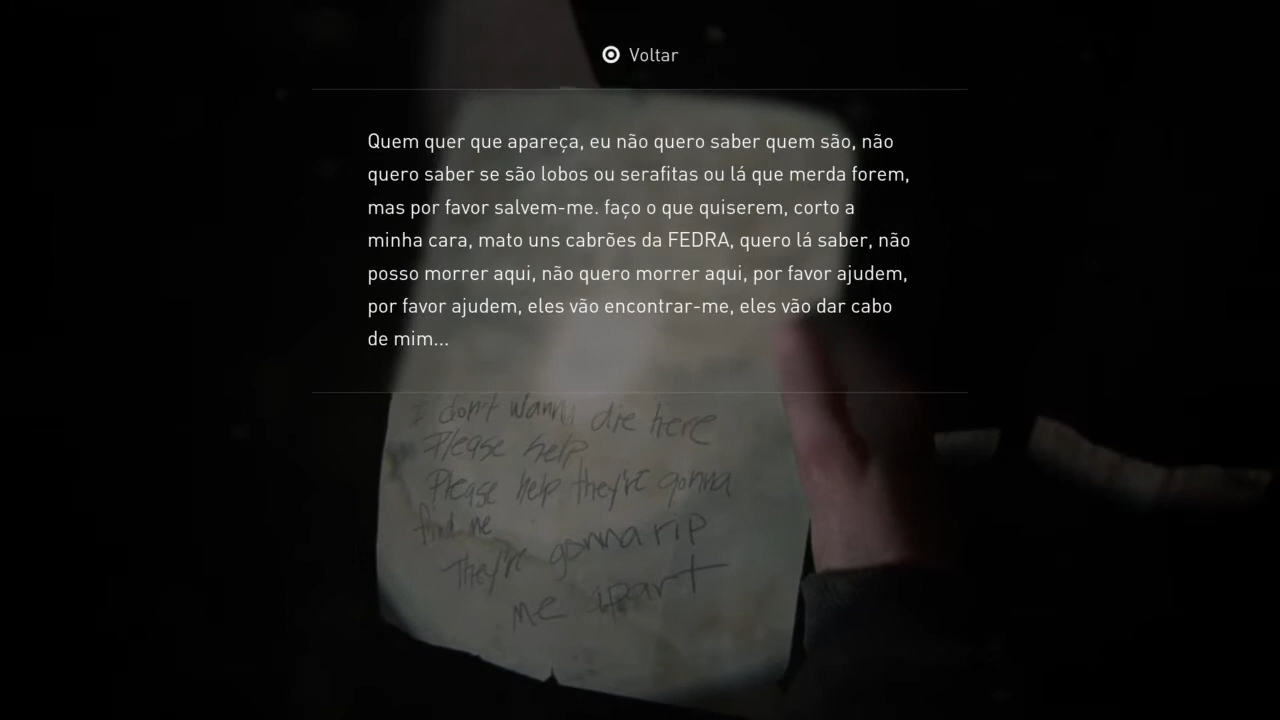 Voltar
Quem quer que apareça, eu não quero saber quem são, não
quero saber se são lobos ou serafitas ou lá que merda forem,
mas por favor salvem-me. faço o que quiserem, corto a
minha cara, mato uns cabrões da FEDRA, quero lá saber, não
posso morrer aqui, não quero morrer aqui, por favor ajudem,
por favor ajudem, eles vão encontrar-me, eles vão dar cabo
de mim...
I don't wanna die here
Please help
Please help they're gonna
find me
They're gonna rip
me apart